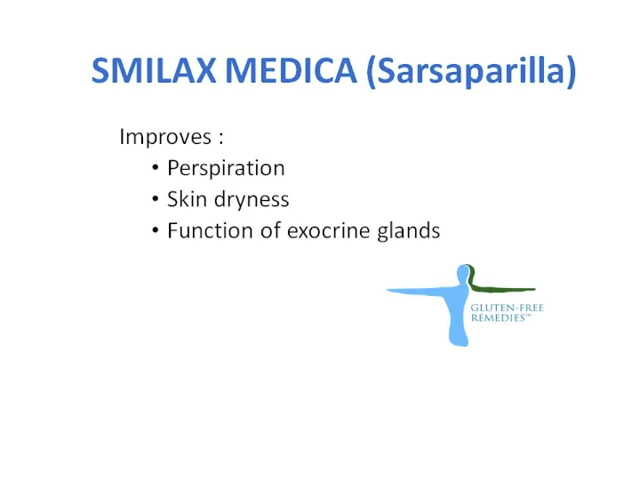 SMILAX MEDICA (Sarsaparilla)
Improves :
• Perspiration
• Skin dryness
• Function of exocrine glands
GLUTEN-FREE
REMEDIES™